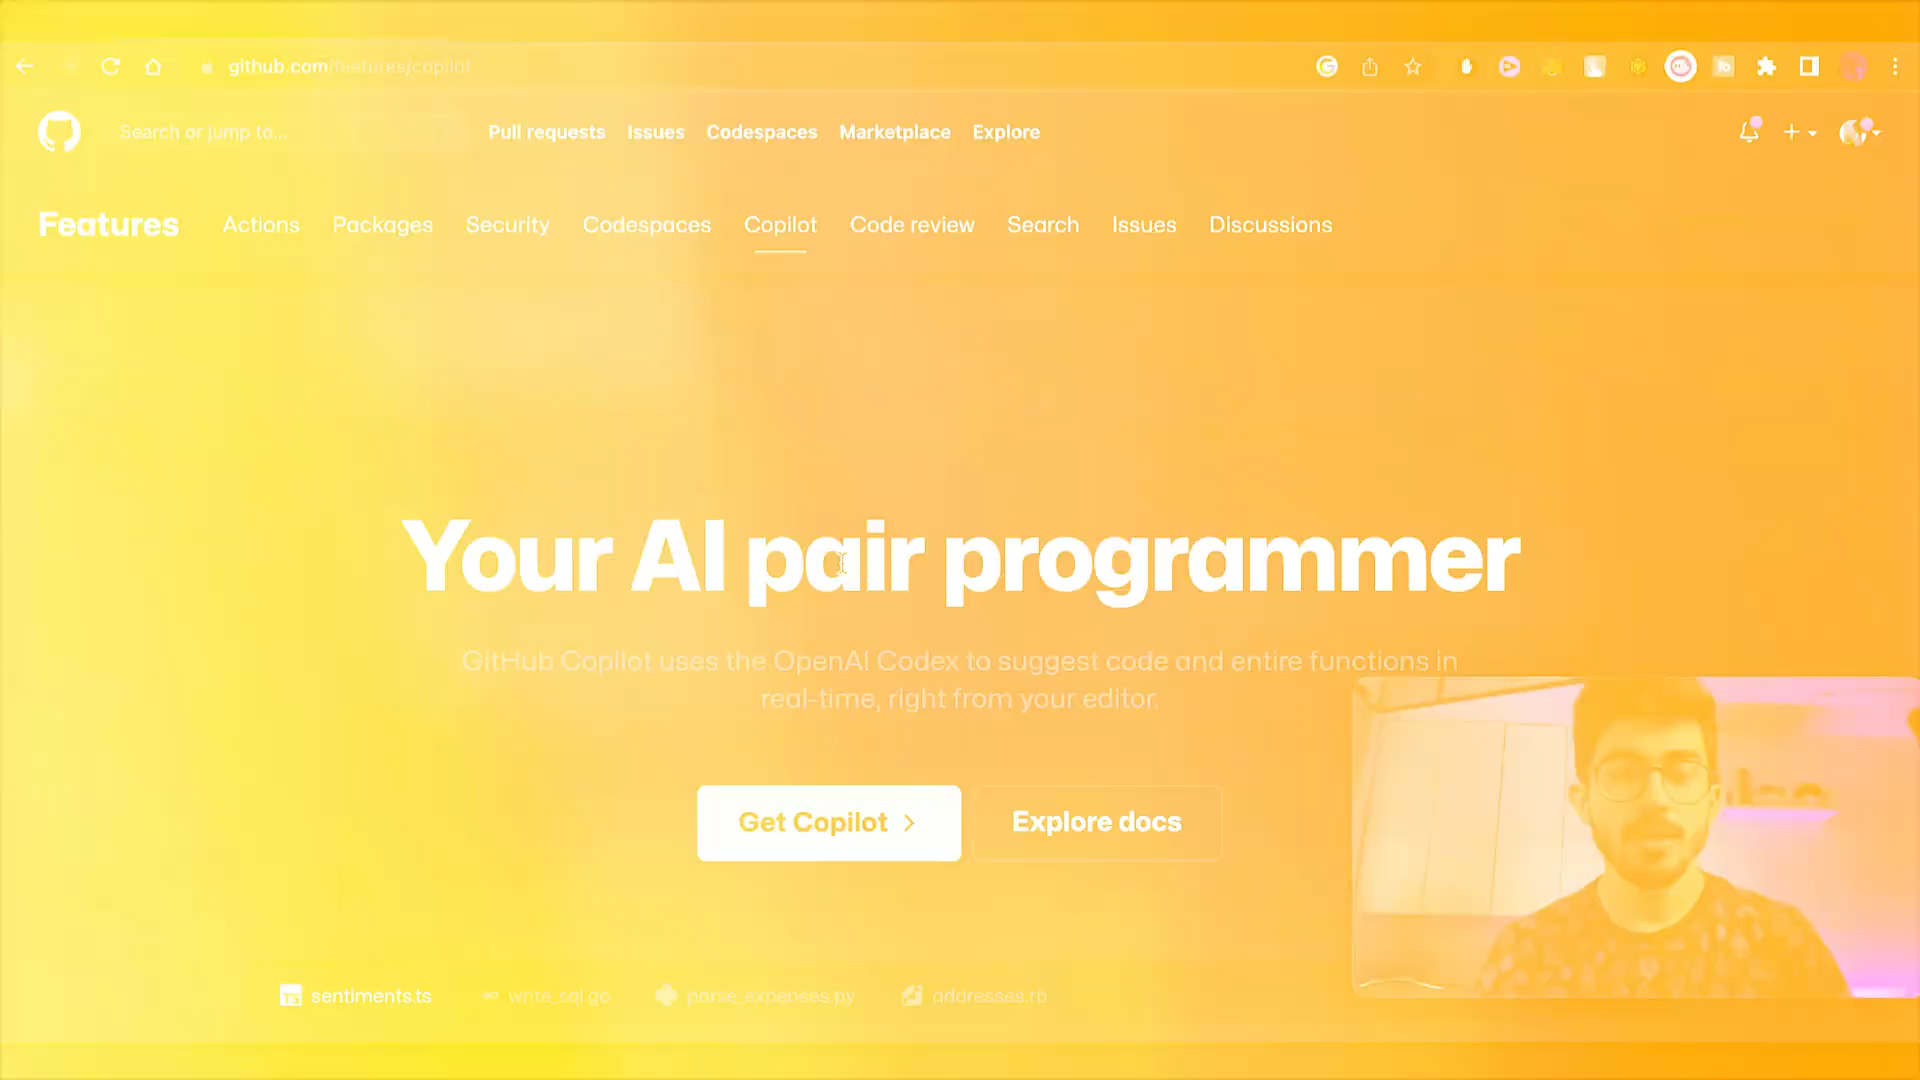 github.com/features/copilot
Search or jump to...
Pull requests Issues Codespaces Marketplace Explore
Features Actions Packages Security Codespaces Copilot Code review Search Issues Discussions
Your AI pair programmer
GitHub Copilot uses the OpenAI Codex to suggest code and entire functions in
real-time, right from your editor.
Get Copilot
Explore docs
TS sentiments.ts write_sql.go parse_expenses.py addresses.rb